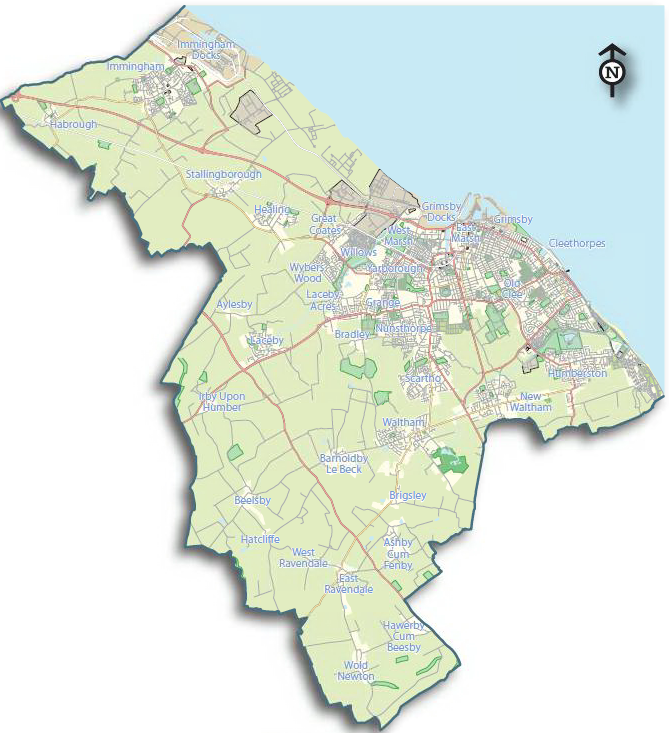 Immingham
Docks
Immingham
N
Habrough
Stallingborough
Healing
Great
Coates
Grimsby
Docks
Grimsby
West
Marsh
East
Marsh
Cleethorpes
Willows
Yarborough
Wybers
Wood
Old
Clee
Laceby
Acres
Grange
Aylesby
Nunsthorpe
Bradley
Laceby
Scartho
Humberston
Irby Upon
Humber
New
Waltham
Waltham
Barnoldby
Le Beck
Beelsby
Brigsley
Hatcliffe
Ashby
Cum
Fenby
West
Ravendale
East
Ravendale
Hawerby
Cum
Beesby
Wold
Newton